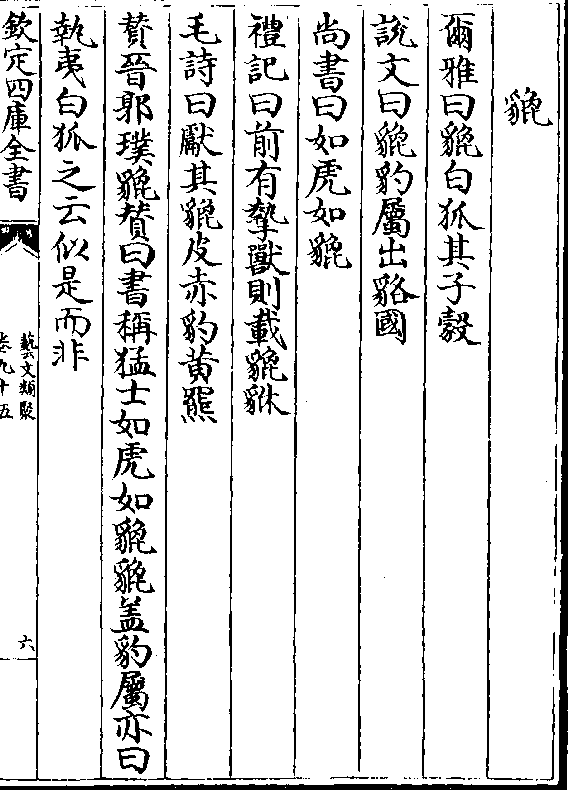 貔
爾雅曰貔白狐其子豰
說文曰貔豹屬出貉國
尚書曰如虎如貔
禮記曰前有摯獸則載貔貅
毛詩曰獻其貔皮赤豹黄羆
賛晉郭璞貔賛曰書稱猛士如虎如貔貔盖豹屬亦曰
執夷白狐之云似是而非
欽定四庫全書
藝文類聚
卷九十五
六